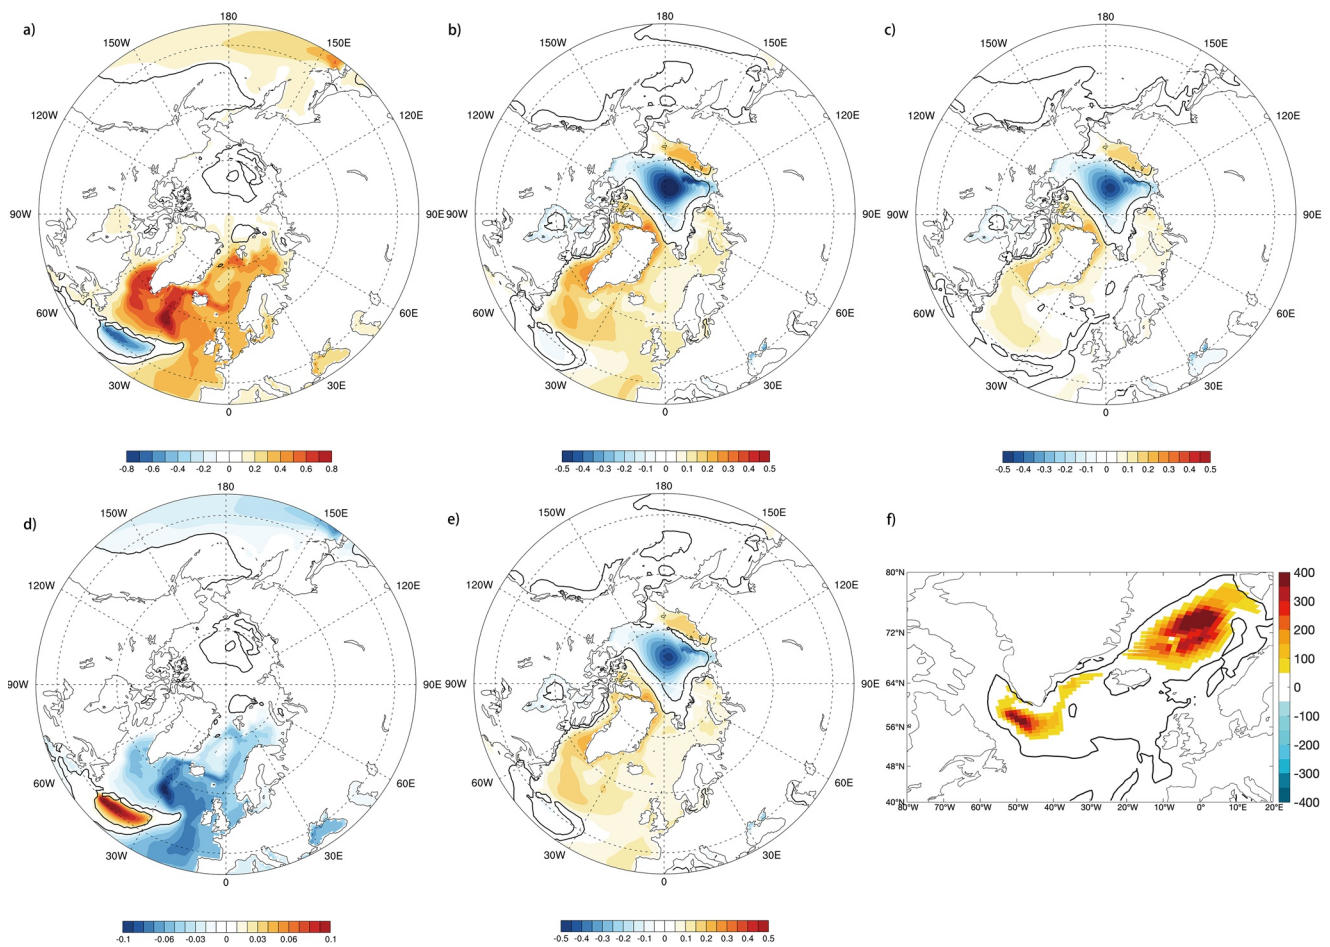 a)
180
150W
150E
120W
120E
90W
90E
60W
60E
30W
30E
0
-0.8 -0.6 -0.4 -0.2 0 0.2 0.4 0.6 0.8
b)
180
150W
150E
120W
120E
90W
90E
60W
60E
30W
30E
0
-0.5 -0.4 -0.3 -0.2 -0.1 0 0.1 0.2 0.3 0.4 0.5
c)
180
150W
150E
120W
120E
90E
60W
60E
30W
30E
0
-0.5 -0.4 -0.3 -0.2 -0.1 0 0.1 0.2 0.3 0.4 0.5
d)
180
150W
150E
120W
120E
90W
90E
60W
60E
30W
30E
0
-0.1 -0.06 -0.03 0 0.03 0.06 0.1
e)
180
150W
150E
120W
120E
90W
90E
60W
60E
30W
30E
0
-0.5 -0.4 -0.3 -0.2 -0.1 0 0.1 0.2 0.3 0.4 0.5
f)
80°N
72°N
64°N
56°N
48°N
40°N
80°W 70°W 60°W 50°W 40°W 30°W 20°W 10°W 0° 10°E 20°E
400
300
200
100
0
-100
-200
-300
-400